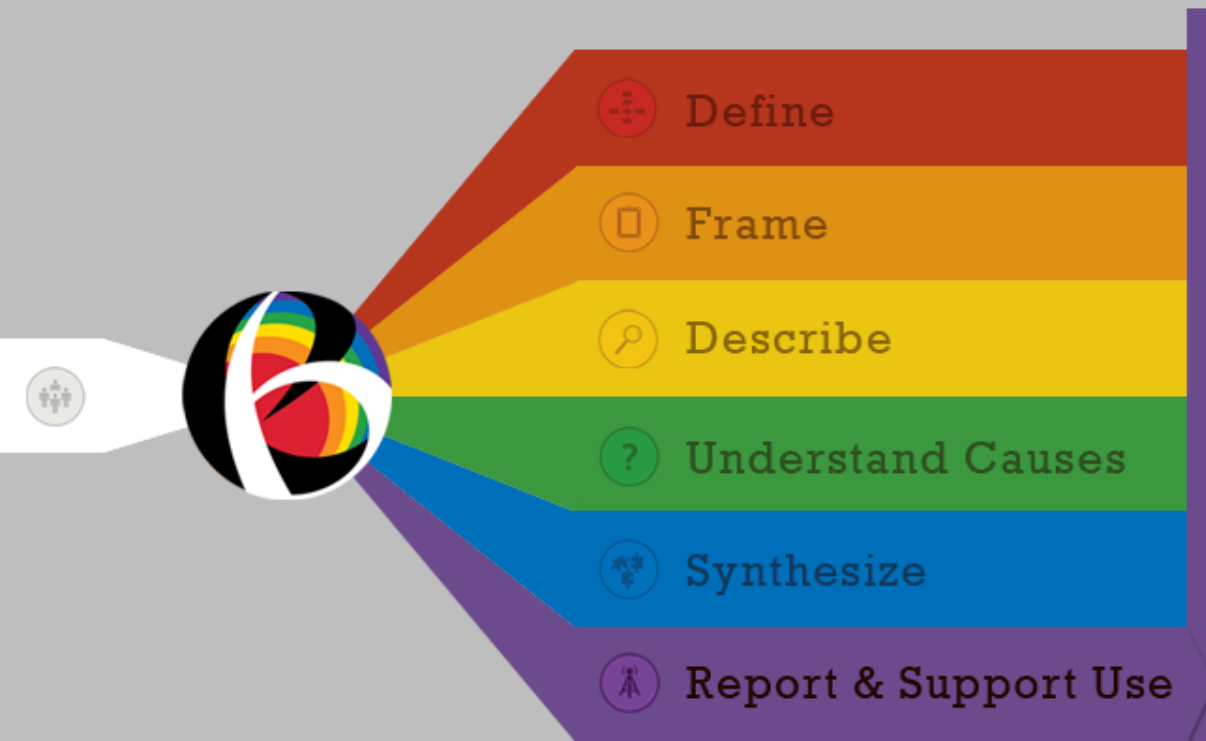 Define
Frame
Describe
? Understand Causes
Synthesize
Report & Support Use